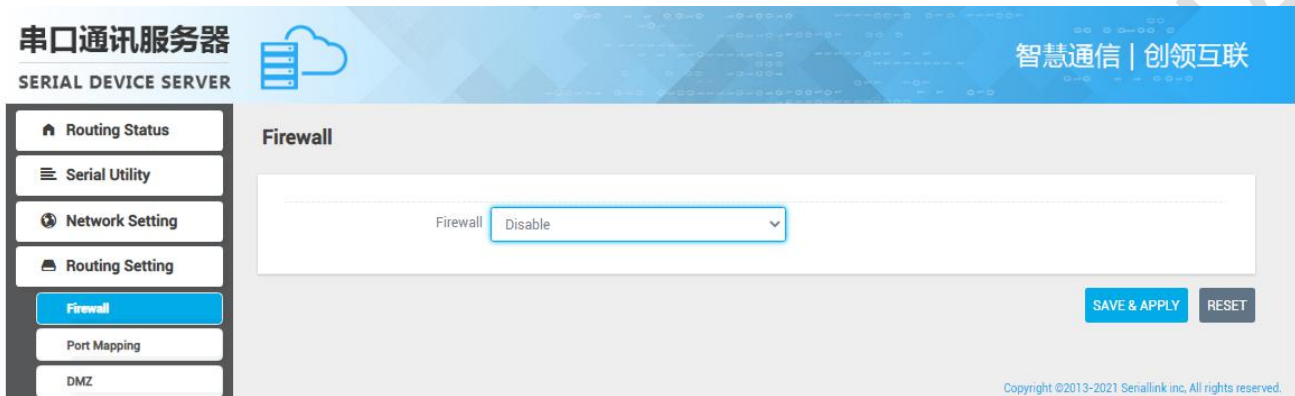 串口通讯服务器
SERIAL DEVICE SERVER
智慧通信 | 创领互联
Routing Status
Serial Utility
Network Setting
Routing Setting
Firewall
Port Mapping
DMZ
Firewall
Firewall Disable
SAVE & APPLY RESET
Copyright ©2013-2021 Seriallink inc, All rights reserved.